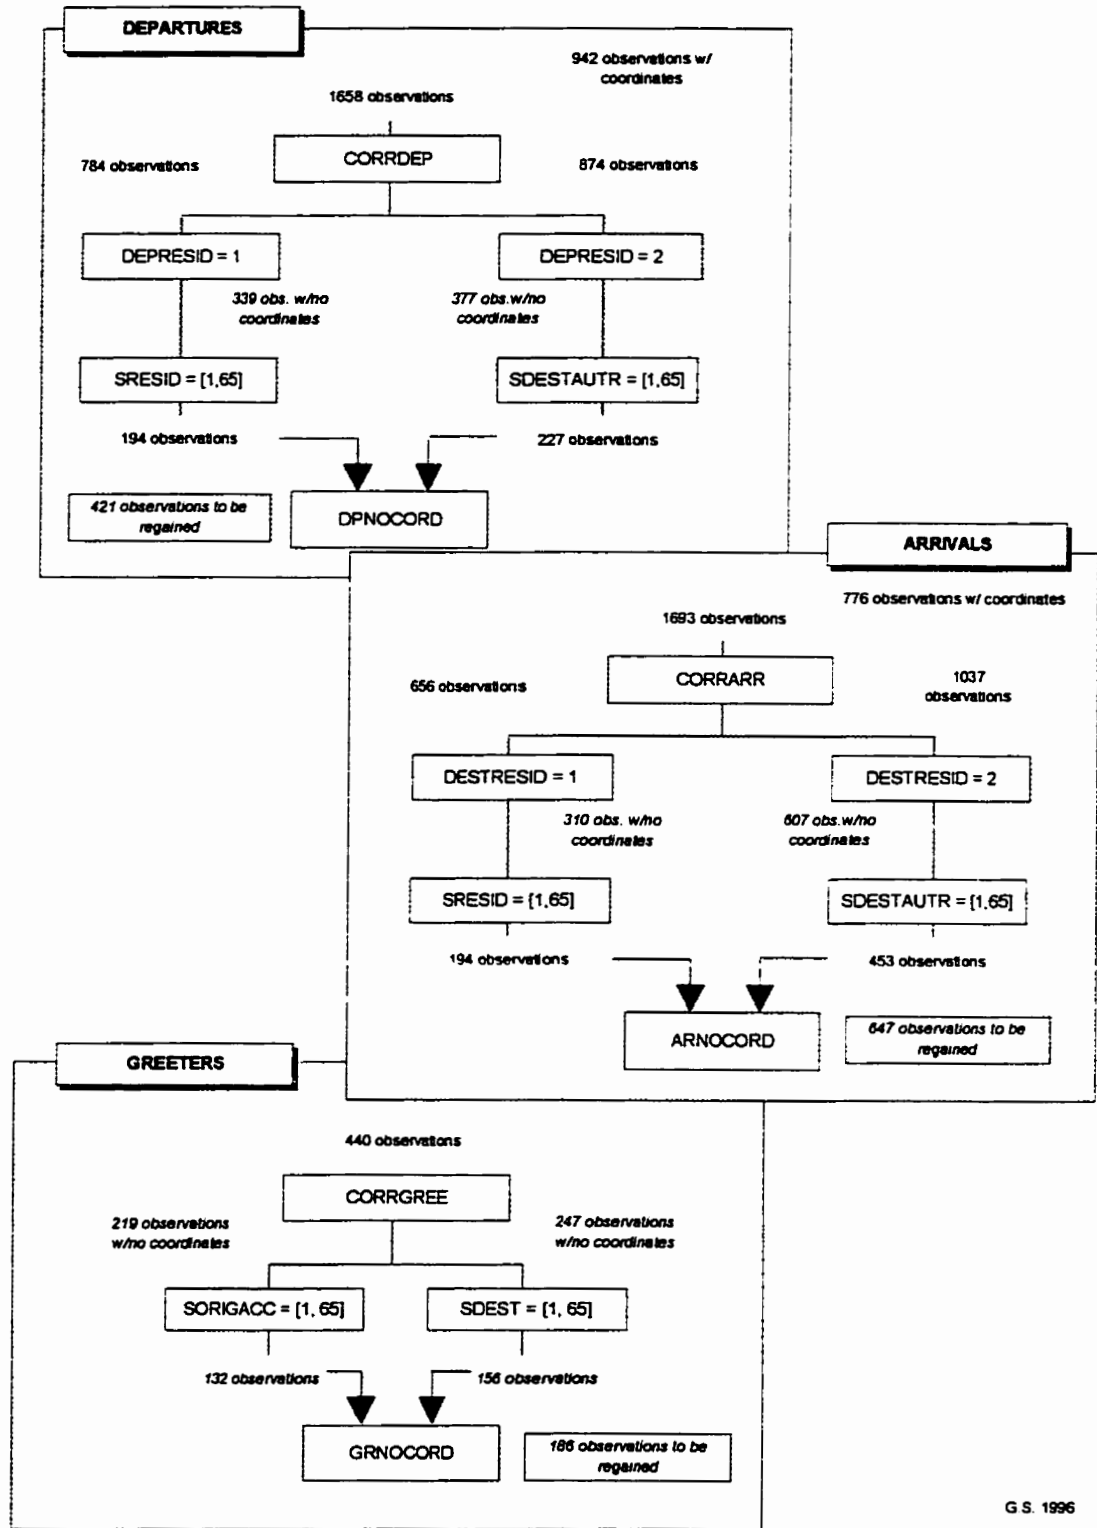 DEPARTURES
942 observations w/
coordinates
1658 observations
CORRDEP
784 observations
874 observations
DEPRESID = 1
DEPRESID = 2
339 obs. w/no
coordinates
377 obs.w/no
coordinates
SRESID = [1,65]
SDESTAUTR = [1,65]
194 observations
227 observations
421 observations to be
regained
DPNOCORD
ARRIVALS
776 observations w/ coordinates
1693 observations
CORRARR
656 observations
1037
observations
DESTRESID = 1
DESTRESID = 2
310 obs. w/no
coordinates
607 obs.w/no
coordinates
SRESID = [1,65]
SDESTAUTR = [1,65]
194 observations
453 observations
ARNOCORD
647 observations to be
regained
GREETERS
440 observations
CORRGREE
219 observations
w/no coordinates
247 observations
w/no coordinates
SORIGACC = [1, 65]
SDEST = [1, 65]
132 observations
156 observations
GRNOCORD
186 observations to be
regained
G.S. 1996